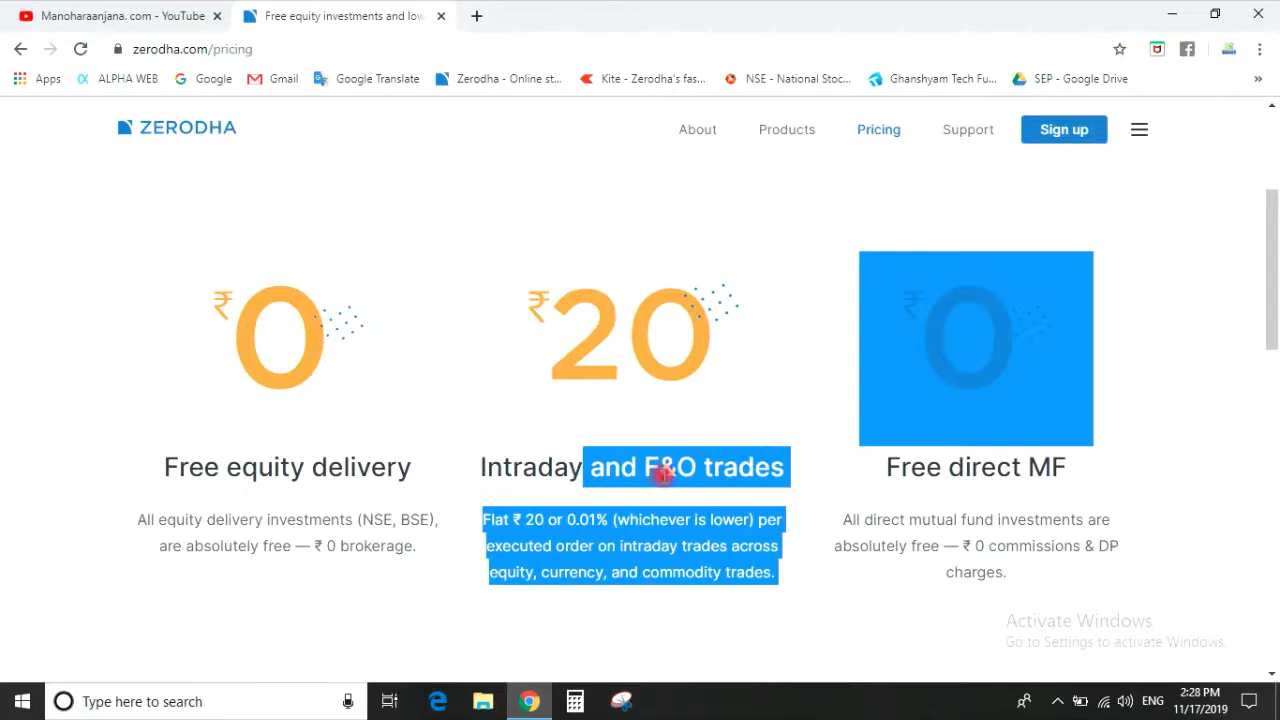 Manoharaanjana. com - YouTube
Free equity investments and low
zerodha.com/pricing
Apps
ALPHA WEB
Google
Gmail
Google Translate
Zerodha - Online st...
Kite - Zerodha's fas...
NSE - National Stoc...
Ghanshyam Tech Fu...
SEP - Google Drive
»
ZERODHA
About
Products
Pricing
Support
Sign up
₹0
₹20
₹0
Free equity delivery
All equity delivery investments (NSE, BSE),
are absolutely free — ₹ 0 brokerage.
Intraday and F&O trades
Flat ₹ 20 or 0.01% (whichever is lower) per
executed order on intraday trades across
equity, currency, and commodity trades.
Free direct MF
All direct mutual fund investments are
absolutely free — ₹ 0 commissions & DP
charges.
Activate Windows
Go to Settings to activate Windows.
Type here to search
ENG
2:28 PM
11/17/2019